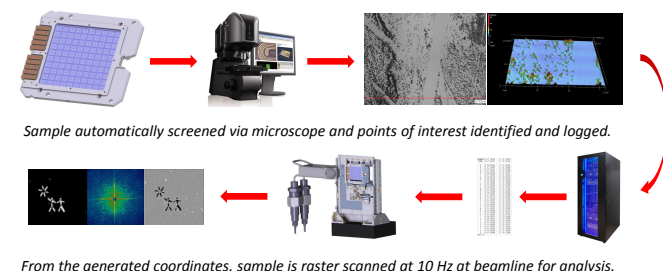 Sample automatically screened via microscope and points of interest identified and logged.
From the generated coordinates, sample is raster scanned at 10 Hz at beamline for analysis.